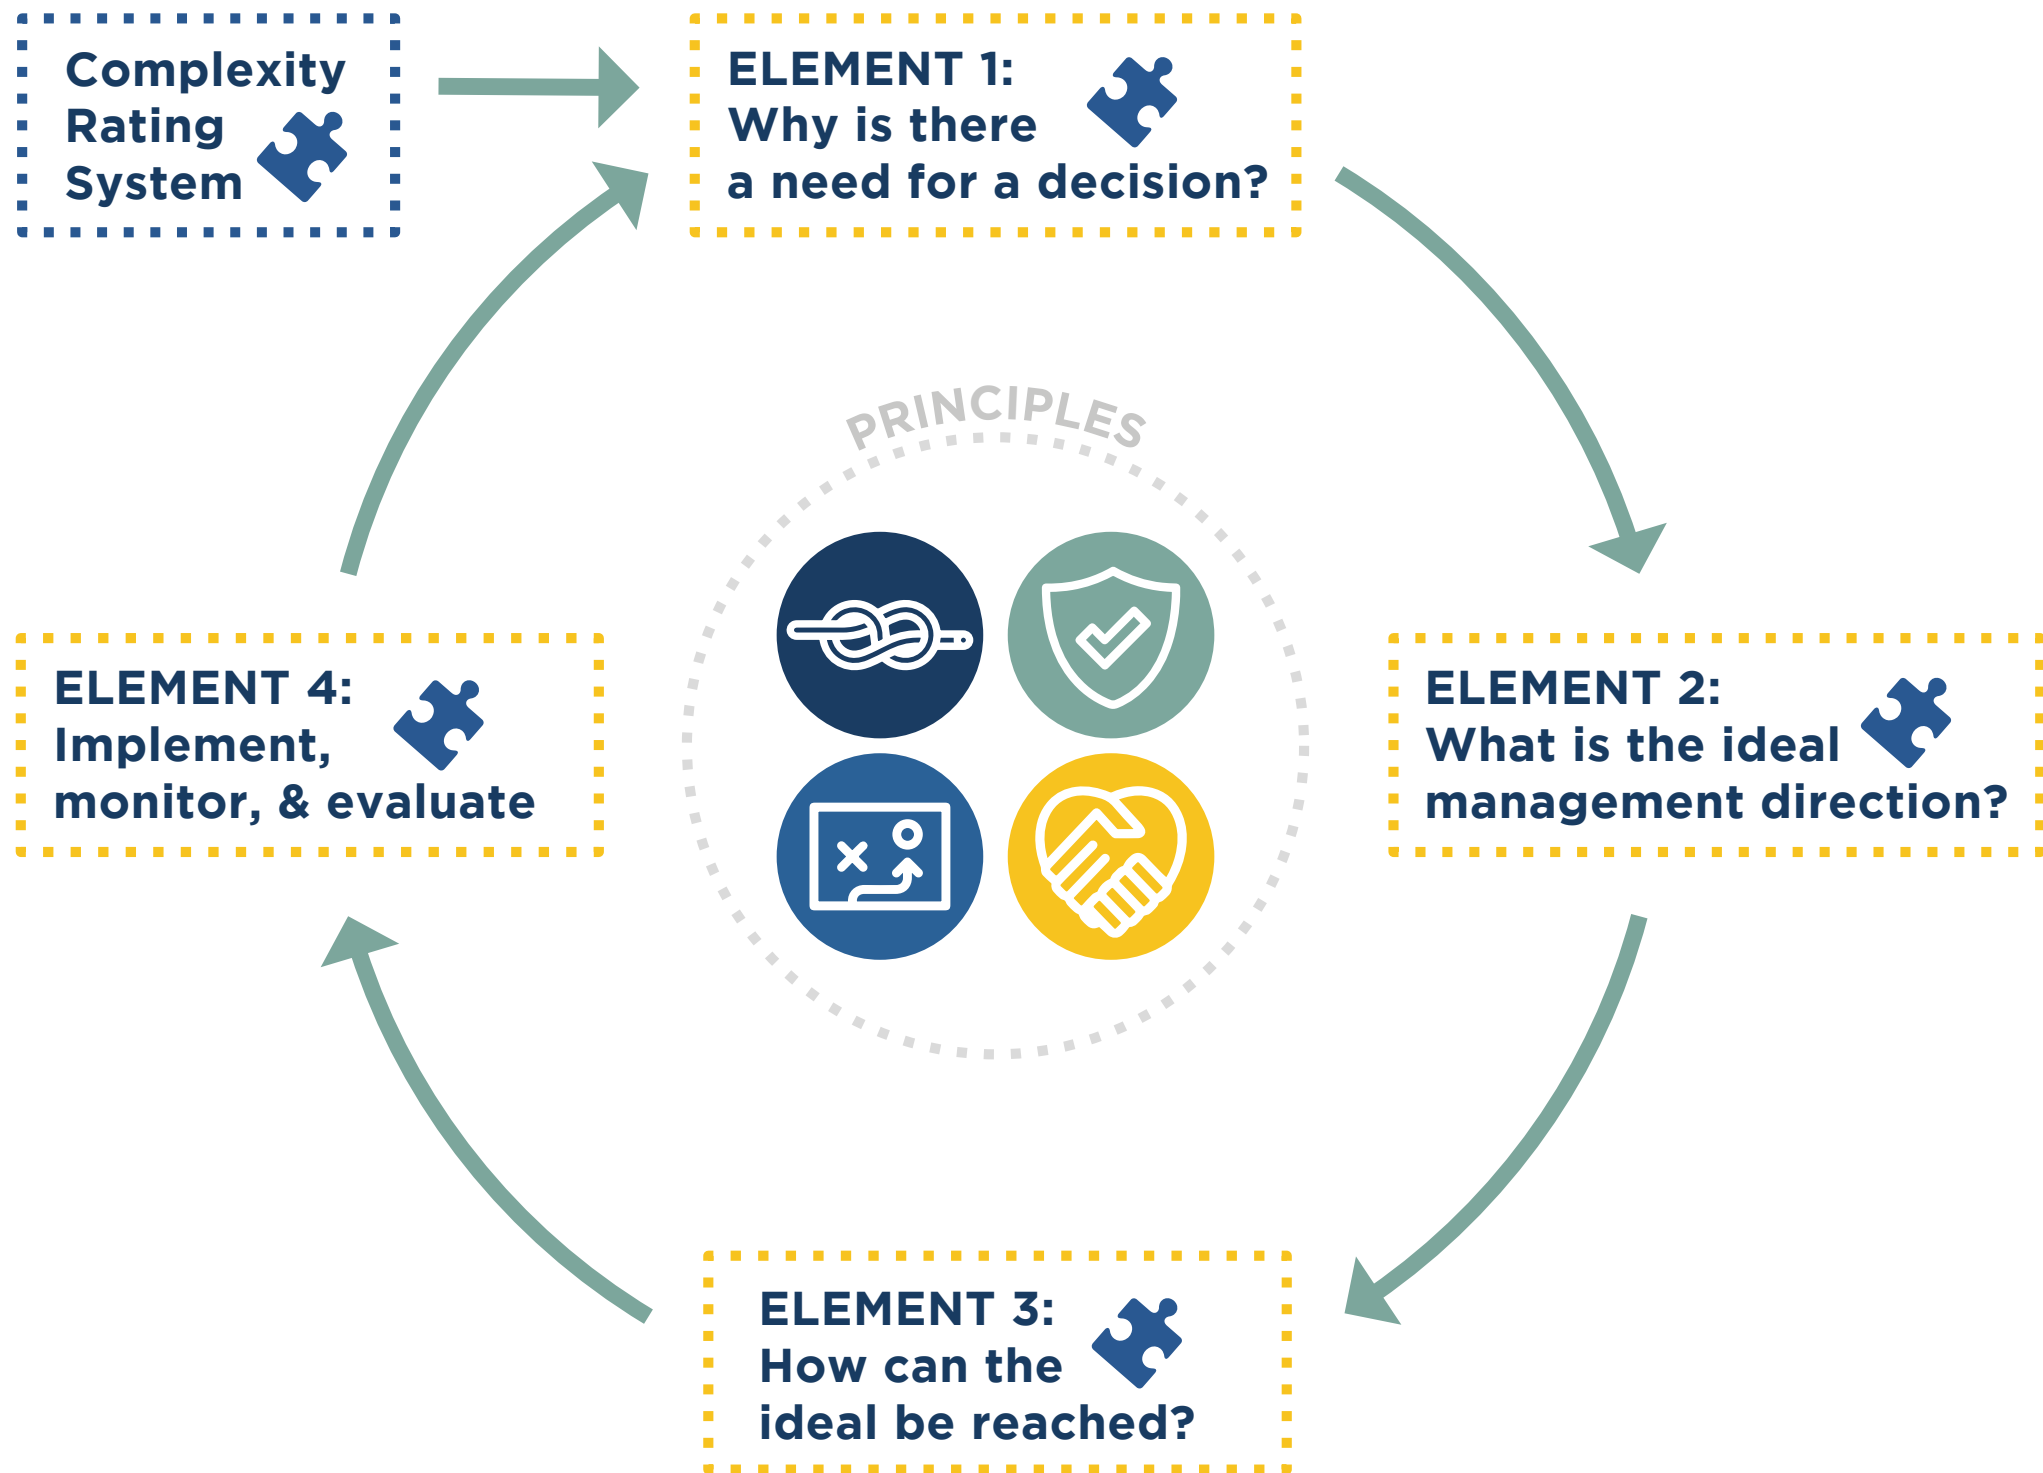 Complexity
Rating
System
ELEMENT 1:
Why is there
a need for a decision?
PRINCIPLES
ELEMENT 4:
Implement,
monitor, & evaluate
ELEMENT 2:
What is the ideal
management direction?
ELEMENT 3:
How can the
ideal be reached?